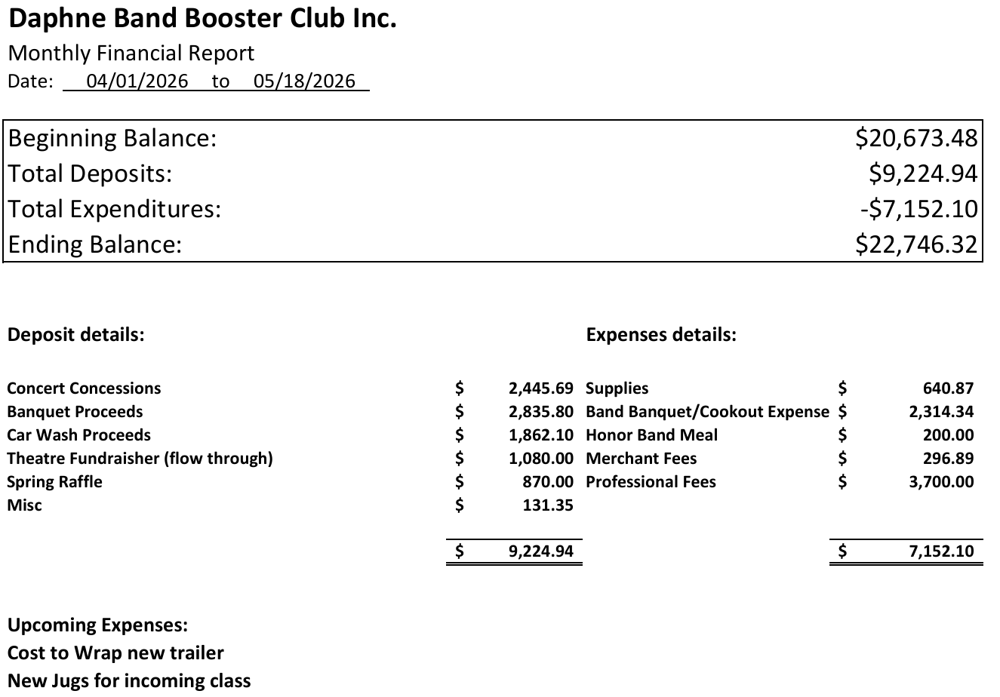 Daphne Band Booster Club Inc.
Monthly Financial Report
Date: 04/01/2026 to 05/18/2026
Beginning Balance: $20,673.48
Total Deposits: $9,224.94
Total Expenditures: -$7,152.10
Ending Balance: $22,746.32
Deposit details: Expenses details:
Concert Concessions $ 2,445.69 Supplies $ 640.87
Banquet Proceeds $ 2,835.80 Band Banquet/Cookout Expense $ 2,314.34
Car Wash Proceeds $ 1,862.10 Honor Band Meal $ 200.00
Theatre Fundraisher (flow through) $ 1,080.00 Merchant Fees $ 296.89
Spring Raffle $ 870.00 Professional Fees $ 3,700.00
Misc $ 131.35
$ 9,224.94 $ 7,152.10
Upcoming Expenses:
Cost to Wrap new trailer
New Jugs for incoming class